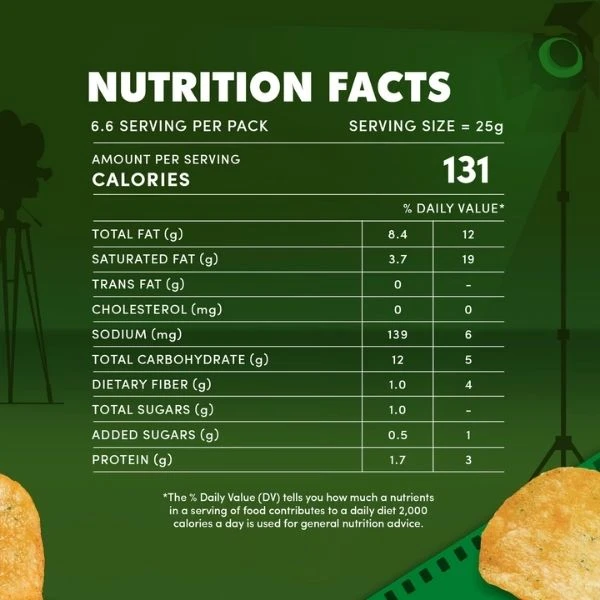 NUTRITION FACTS
6.6 SERVING PER PACK SERVING SIZE = 25g
AMOUNT PER SERVING
CALORIES 131
% DAILY VALUE*
TOTAL FAT (g) 8.4 12
SATURATED FAT (g) 3.7 19
TRANS FAT (g) 0 -
CHOLESTEROL (mg) 0 0
SODIUM (mg) 139 6
TOTAL CARBOHYDRATE (g) 12 5
DIETARY FIBER (g) 1.0 4
TOTAL SUGARS (g) 1.0 -
ADDED SUGARS (g) 0.5 1
PROTEIN (g) 1.7 3
*The % Daily Value (DV) tells you how much a nutrients
in a serving of food contributes to a daily diet 2,000
calories a day is used for general nutrition advice.